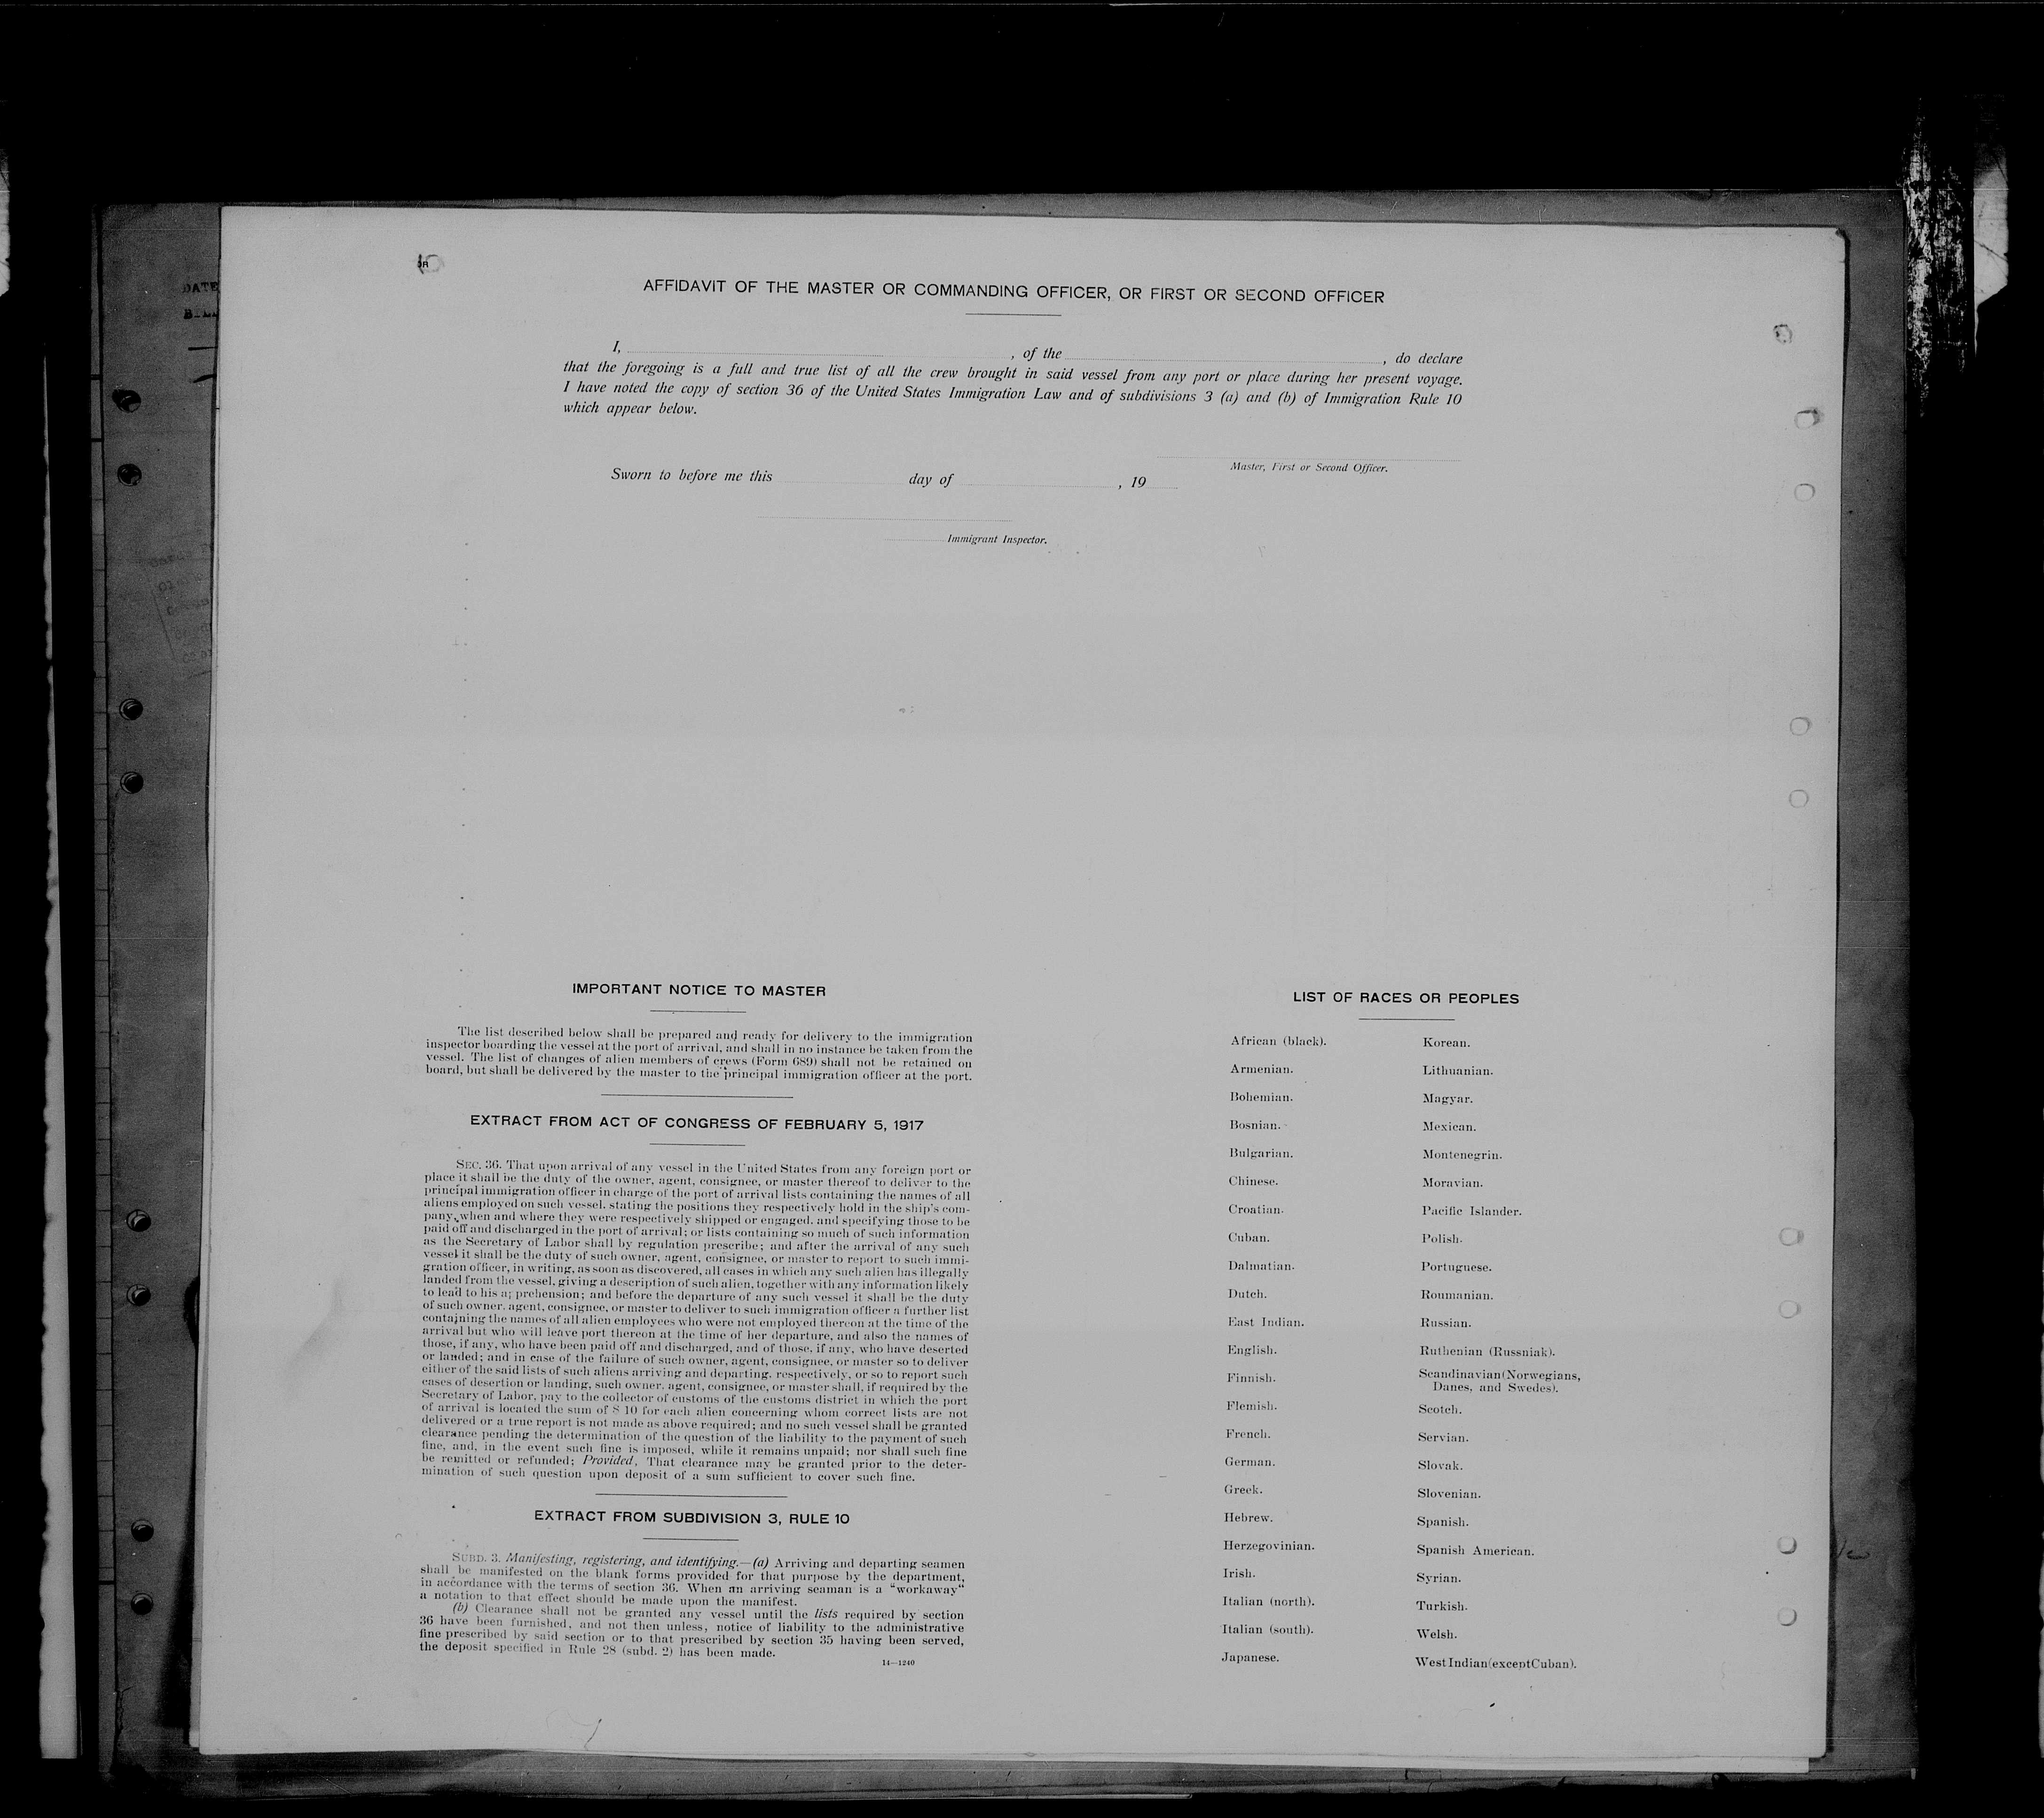 DATE
AFFIDAVIT OF THE MASTER OR COMMANDING OFFICER, OR FIRST OR SECOND OFFICER
I, , of the , do declare
that the foregoing is a full and true list of all the crew brought in said vessel from any port or place during her present voyage.
I have noted the copy of section 36 of the United States Immigration Law and of subdivisions 3 (a) and (b) of Immigration Rule 10
which appear below.
Master, First or Second Officer.
Sworn to before me this day of , 19
Immigrant Inspector.
IMPORTANT NOTICE TO MASTER
The list described below shall be prepared and ready for delivery to the immigration
inspector boarding the vessel at the port of arrival, and shall in no instance be taken from the
vessel. The list of changes of alien members of crews (Form 689) shall not be retained on
board, but shall be delivered by the master to the principal immigration officer at the port.
EXTRACT FROM ACT OF CONGRESS OF FEBRUARY 5, 1917
SEC. 36. That upon arrival of any vessel in the United States from any foreign port or
place it shall be the duty of the owner, agent, consignee, or master thereof to deliver to the
principal immigration officer in charge of the port of arrival lists containing the names of all
aliens employed on such vessel, stating the positions they respectively hold in the ship's com-
pany, when and where they were respectively shipped or engaged, and specifying those to be
paid off and discharged in the port of arrival; or lists containing so much of such information
as the Secretary of Labor shall by regulation prescribe; and after the arrival of any such
vessel it shall be the duty of such owner, agent, consignee, or master to report to such immi-
gration officer, in writing, as soon as discovered, all cases in which any such alien has illegally
landed from the vessel, giving a description of such alien, together with any information likely
to lead to his a; prehension; and before the departure of any such vessel it shall be the duty
of such owner, agent, consignee, or master to deliver to such immigration officer a further list
containing the names of all alien employees who were not employed thereon at the time of the
arrival but who will leave port thereon at the time of her departure, and also the names of
those, if any, who have been paid off and discharged, and of those, if any, who have deserted
or landed; and in case of the failure of such owner, agent, consignee, or master so to deliver
either of the said lists of such aliens arriving and departing, respectively, or so to report such
cases of desertion or landing, such owner, agent, consignee, or master shall, if required by the
Secretary of Labor, pay to the collector of customs of the customs district in which the port
of arrival is located the sum of $ 10 for each alien concerning whom correct lists are not
delivered or a true report is not made as above required; and no such vessel shall be granted
clearance pending the determination of the question of the liability to the payment of such
fine, and, in the event such fine is imposed, while it remains unpaid; nor shall such fine
be remitted or refunded; Provided, That clearance may be granted prior to the deter-
mination of such question upon deposit of a sum sufficient to cover such fine.
EXTRACT FROM SUBDIVISION 3, RULE 10
SUBD. 3. Manifesting, registering, and identifying.—(a) Arriving and departing seamen
shall be manifested on the blank forms provided for that purpose by the department,
in accordance with the terms of section 36. When an arriving seaman is a “workaway“
a notation to that effect should be made upon the manifest.
(b) Clearance shall not be granted any vessel until the lists required by section
36 have been furnished, and not then unless, notice of liability to the administrative
fine prescribed by said section or to that prescribed by section 35 having been served,
the deposit specified in Rule 28 (subd. 2) has been made.
14—1240
LIST OF RACES OR PEOPLES
African (black).
Armenian.
Bohemian.
Bosnian.
Bulgarian.
Chinese.
Croatian.
Cuban.
Dalmatian.
Dutch.
East Indian.
English.
Finnish.
Flemish.
French.
German.
Greek.
Hebrew.
Herzegovinian.
Irish.
Italian (north).
Italian (south).
Japanese.
Korean.
Lithuanian.
Magyar.
Mexican.
Montenegrin.
Moravian.
Pacific Islander.
Polish.
Portuguese.
Roumanian.
Russian.
Ruthenian (Russniak).
Scandinavian (Norwegians,
Danes, and Swedes).
Scotch.
Servian.
Slovak.
Slovenian.
Spanish.
Spanish American.
Syrian.
Turkish.
Welsh.
West Indian (except Cuban).